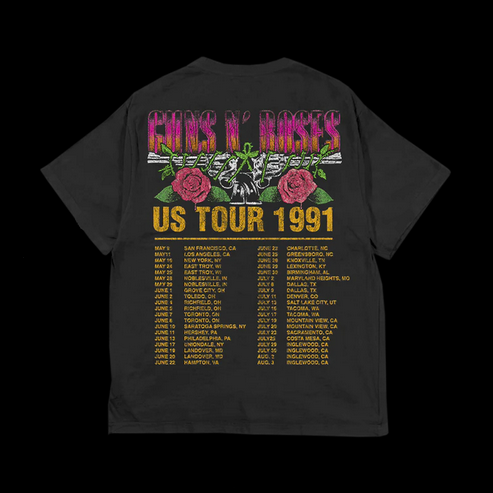 GUNS N' ROSES
US TOUR 1991
MAY 9 SAN FRANCISCO, CA
MAY11 LOS ANGELES, CA
MAY 16 NEW YORK, NY
MAY 24 EAST TROY, WI
MAY 25 EAST TROY, WI
MAY 28 NOBLESVILLE, IN
MAY 29 NOBLESVILLE, IN
JUNE 1 GROVE CITY, OH
JUNE 2 TOLEDO, OH
JUNE 4 RICHFIELD, OH
JUNE 5 RICHFIELD, OH
JUNE 7 TORONTO, ON
JUNE 8 TORONTO, ON
JUNE 10 SARATOGA SPRINGS, NY
JUNE 11 HERSHEY, PA
JUNE 13 PHILADELPHIA, PA
JUNE 17 UNIONDALE, NY
JUNE 19 LANDOVER, MD
JUNE 20 LANDOVER, MD
JUNE 22 HAMPTON, VA
JUNE 23 CHARLOTTE, NC
JUNE 25 GREENSBORO, NC
JUNE 26 KNOXVILLE, TN
JUNE 29 LEXINGTON, KY
JUNE 30 BIRMINGHAM, AL
JULY 2 MARYLAND HEIGHTS, MO
JULY 8 DALLAS, TX
JULY 9 DALLAS, TX
JULY 11 DENVER, CO
JULY 13 SALT LAKE CITY, UT
JULY 16 TACOMA, WA
JULY 17 TACOMA, WA
JULY 19 MOUNTAIN VIEW, CA
JULY 20 MOUNTAIN VIEW, CA
JULY 23 SACRAMENTO, CA
JULY25 COSTA MESA, CA
JULY 29 INGLEWOOD, CA
JULY 30 INGLEWOOD, CA
AUG. 2 INGLEWOOD, CA
AUG. 3 INGLEWOOD, CA